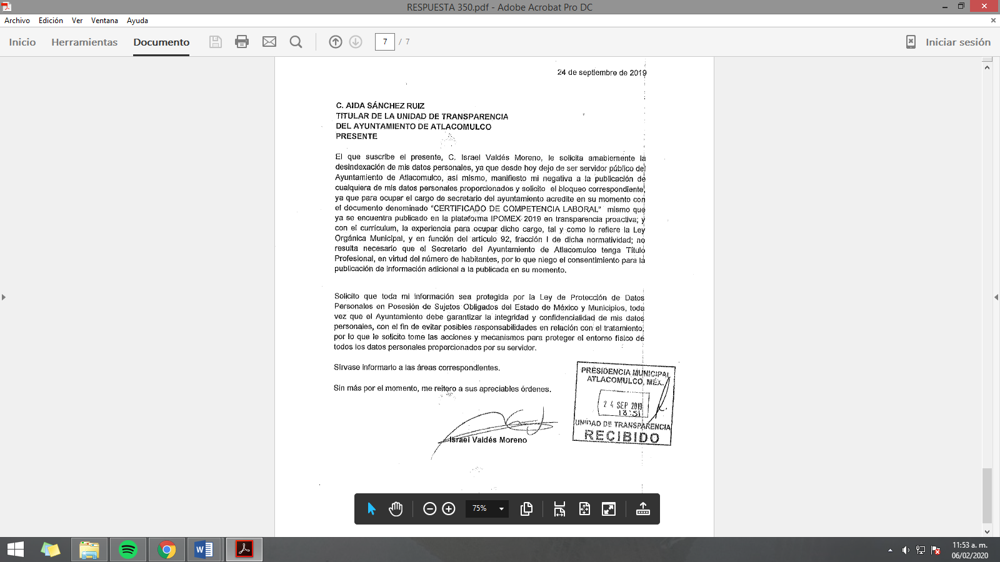 RESPUESTA 350.pdf - Adobe Acrobat Pro DC
Archivo Edición Ver Ventana Ayuda
Inicio Herramientas Documento 7 / 7 Iniciar sesión
24 de septiembre de 2019
C. AIDA SÁNCHEZ RUIZ
TITULAR DE LA UNIDAD DE TRANSPARENCIA
DEL AYUNTAMIENTO DE ATLACOMULCO
PRESENTE
El que suscribe el presente, C. Israel Valdés Moreno, le solicita amablemente la
desindexación de mis datos personales, ya que desde hoy dejo de ser servidor público del
Ayuntamiento de Atlacomulco, así mismo, manifiesto mi negativa a la publicación de
cualquiera de mis datos personales proporcionados y solicito el bloqueo correspondiente,
ya que para ocupar el cargo de secretario del ayuntamiento acredite en su momento con
el documento denominado "CERTIFICADO DE COMPETENCIA LABORAL" mismo que
ya se encuentra publicado en la plataforma IPOMEX 2019 en transparencia proactiva; y
con el currículum, la experiencia para ocupar dicho cargo, tal y como lo refiere la Ley
Orgánica Municipal, y en función del articulo 92, fracción I de dicha normatividad; no
resulta necesario que el Secretario del Ayuntamiento de Atlacomulco tenga Título
Profesional, en virtud del número de habitantes, por lo que niego el consentimiento para la
publicación de información adicional a la publicada en su momento.
Solicito que toda mi información sea protegida por la Ley de Protección de Datos
Personales en Posesión de Sujetos Obligados del Estado de México y Municipios, toda
vez que el Ayuntamiento debe garantizar la integridad y confidencialidad de mis datos
personales, con el fin de evitar posibles responsabilidades en relación con el tratamiento,
por lo que le solicito tome las acciones y mecanismos para proteger el entorno físico de
todos los datos personales proporcionados por su servidor.
Sírvase informarlo a las áreas correspondientes.
Sin más por el momento, me reitero a sus apreciables órdenes.
Israel Valdés Moreno
PRESIDENCIA MUNICIPAL
ATLACOMULCO, MÉX.
24 SEP 2019
13:51
UNIDAD DE TRANSPARENCIA
RECIBIDO
75%
11:53 a. m.
06/02/2020